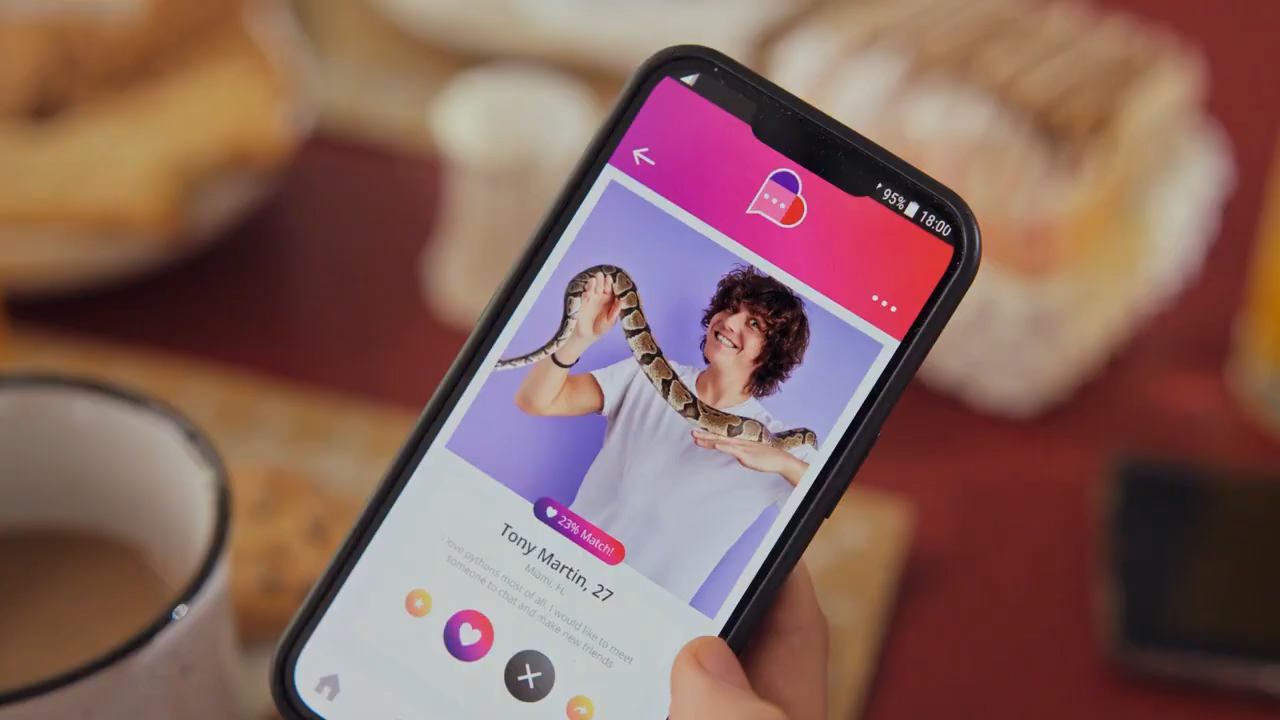 95% 18:00
23% Match!
Tony Martin, 27
Miami, FL
love pythons most of all. I would like to meet
someone to chat and make new friends